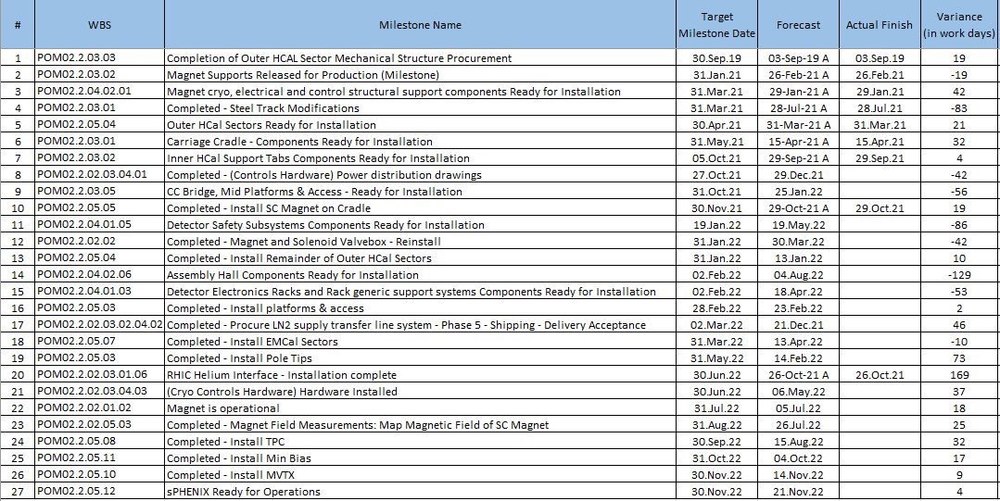 # WBS Milestone Name Target Milestone Date Forecast Actual Finish Variance (in work days)
1 POM02.2.03.03 Completion of Outer HCAL Sector Mechanical Structure Procurement 30.Sep.19 03-Sep-19 A 03.Sep.19 19
2 POM02.2.03.02 Magnet Supports Released for Production (Milestone) 31.Jan.21 26-Feb-21 A 26.Feb.21 -19
3 POM02.2.04.02.01 Magnet cryo, electrical and control structural support components Ready for Installation 31.Mar.21 29-Jan-21 A 29.Jan.21 42
4 POM02.2.03.01 Completed - Steel Track Modifications 31.Mar.21 28-Jul-21 A 28.Jul.21 -83
5 POM02.2.05.04 Outer HCal Sectors Ready for Installation 30.Apr.21 31-Mar-21 A 31.Mar.21 21
6 POM02.2.03.01 Carriage Cradle - Components Ready for Installation 31.May.21 15-Apr-21 A 15.Apr.21 32
7 POM02.2.03.02 Inner HCal Support Tabs Components Ready for Installation 05.Oct.21 29-Sep-21 A 29.Sep.21 4
8 POM02.2.02.03.04.01 Completed - (Controls Hardware) Power distribution drawings 27.Oct.21 29.Dec.21 -42
9 POM02.2.03.05 CC Bridge, Mid Platforms & Access - Ready for Installation 31.Oct.21 25.Jan.22 -56
10 POM02.2.05.05 Completed - Install SC Magnet on Cradle 30.Nov.21 29-Oct-21 A 29.Oct.21 19
11 POM02.2.04.01.05 Detector Safety Subsystems Components Ready for Installation 19.Jan.22 19.May.22 -86
12 POM02.2.02.02 Completed - Magnet and Solenoid Valvebox - Reinstall 31.Jan.22 30.Mar.22 -42
13 POM02.2.05.04 Completed - Install Remainder of Outer HCal Sectors 31.Jan.22 13.Jan.22 10
14 POM02.2.04.02.06 Assembly Hall Components Ready for Installation 02.Feb.22 04.Aug.22 -129
15 POM02.2.04.01.03 Detector Electronics Racks and Rack generic support systems Components Ready for Installation 02.Feb.22 18.Apr.22 -53
16 POM02.2.05.03 Completed - Install platforms & access 28.Feb.22 23.Feb.22 2
17 POM02.2.02.03.02.04.02 Completed - Procure LN2 supply transfer line system - Phase 5 - Shipping - Delivery Acceptance 02.Mar.22 21.Dec.21 46
18 POM02.2.05.07 Completed - Install EMCal Sectors 31.Mar.22 13.Apr.22 -10
19 POM02.2.05.03 Completed - Install Pole Tips 31.May.22 14.Feb.22 73
20 POM02.2.02.03.01.06 RHIC Helium Interface - Installation complete 30.Jun.22 26-Oct-21 A 26.Oct.21 169
21 POM02.2.02.03.04.03 (Cryo Controls Hardware) Hardware Installed 30.Jun.22 06.May.22 37
22 POM02.2.02.01.02 Magnet is operational 31.Jul.22 05.Jul.22 18
23 POM02.2.02.05.03 Completed - Magnet Field Measurements: Map Magnetic Field of SC Magnet 31.Aug.22 26.Jul.22 25
24 POM02.2.05.08 Completed - Install TPC 30.Sep.22 15.Aug.22 32
25 POM02.2.05.11 Completed - Install Min Bias 31.Oct.22 04.Oct.22 17
26 POM02.2.05.10 Completed - Install MVTX 30.Nov.22 14.Nov.22 9
27 POM02.2.05.12 sPHENIX Ready for Operations 30.Nov.22 21.Nov.22 4